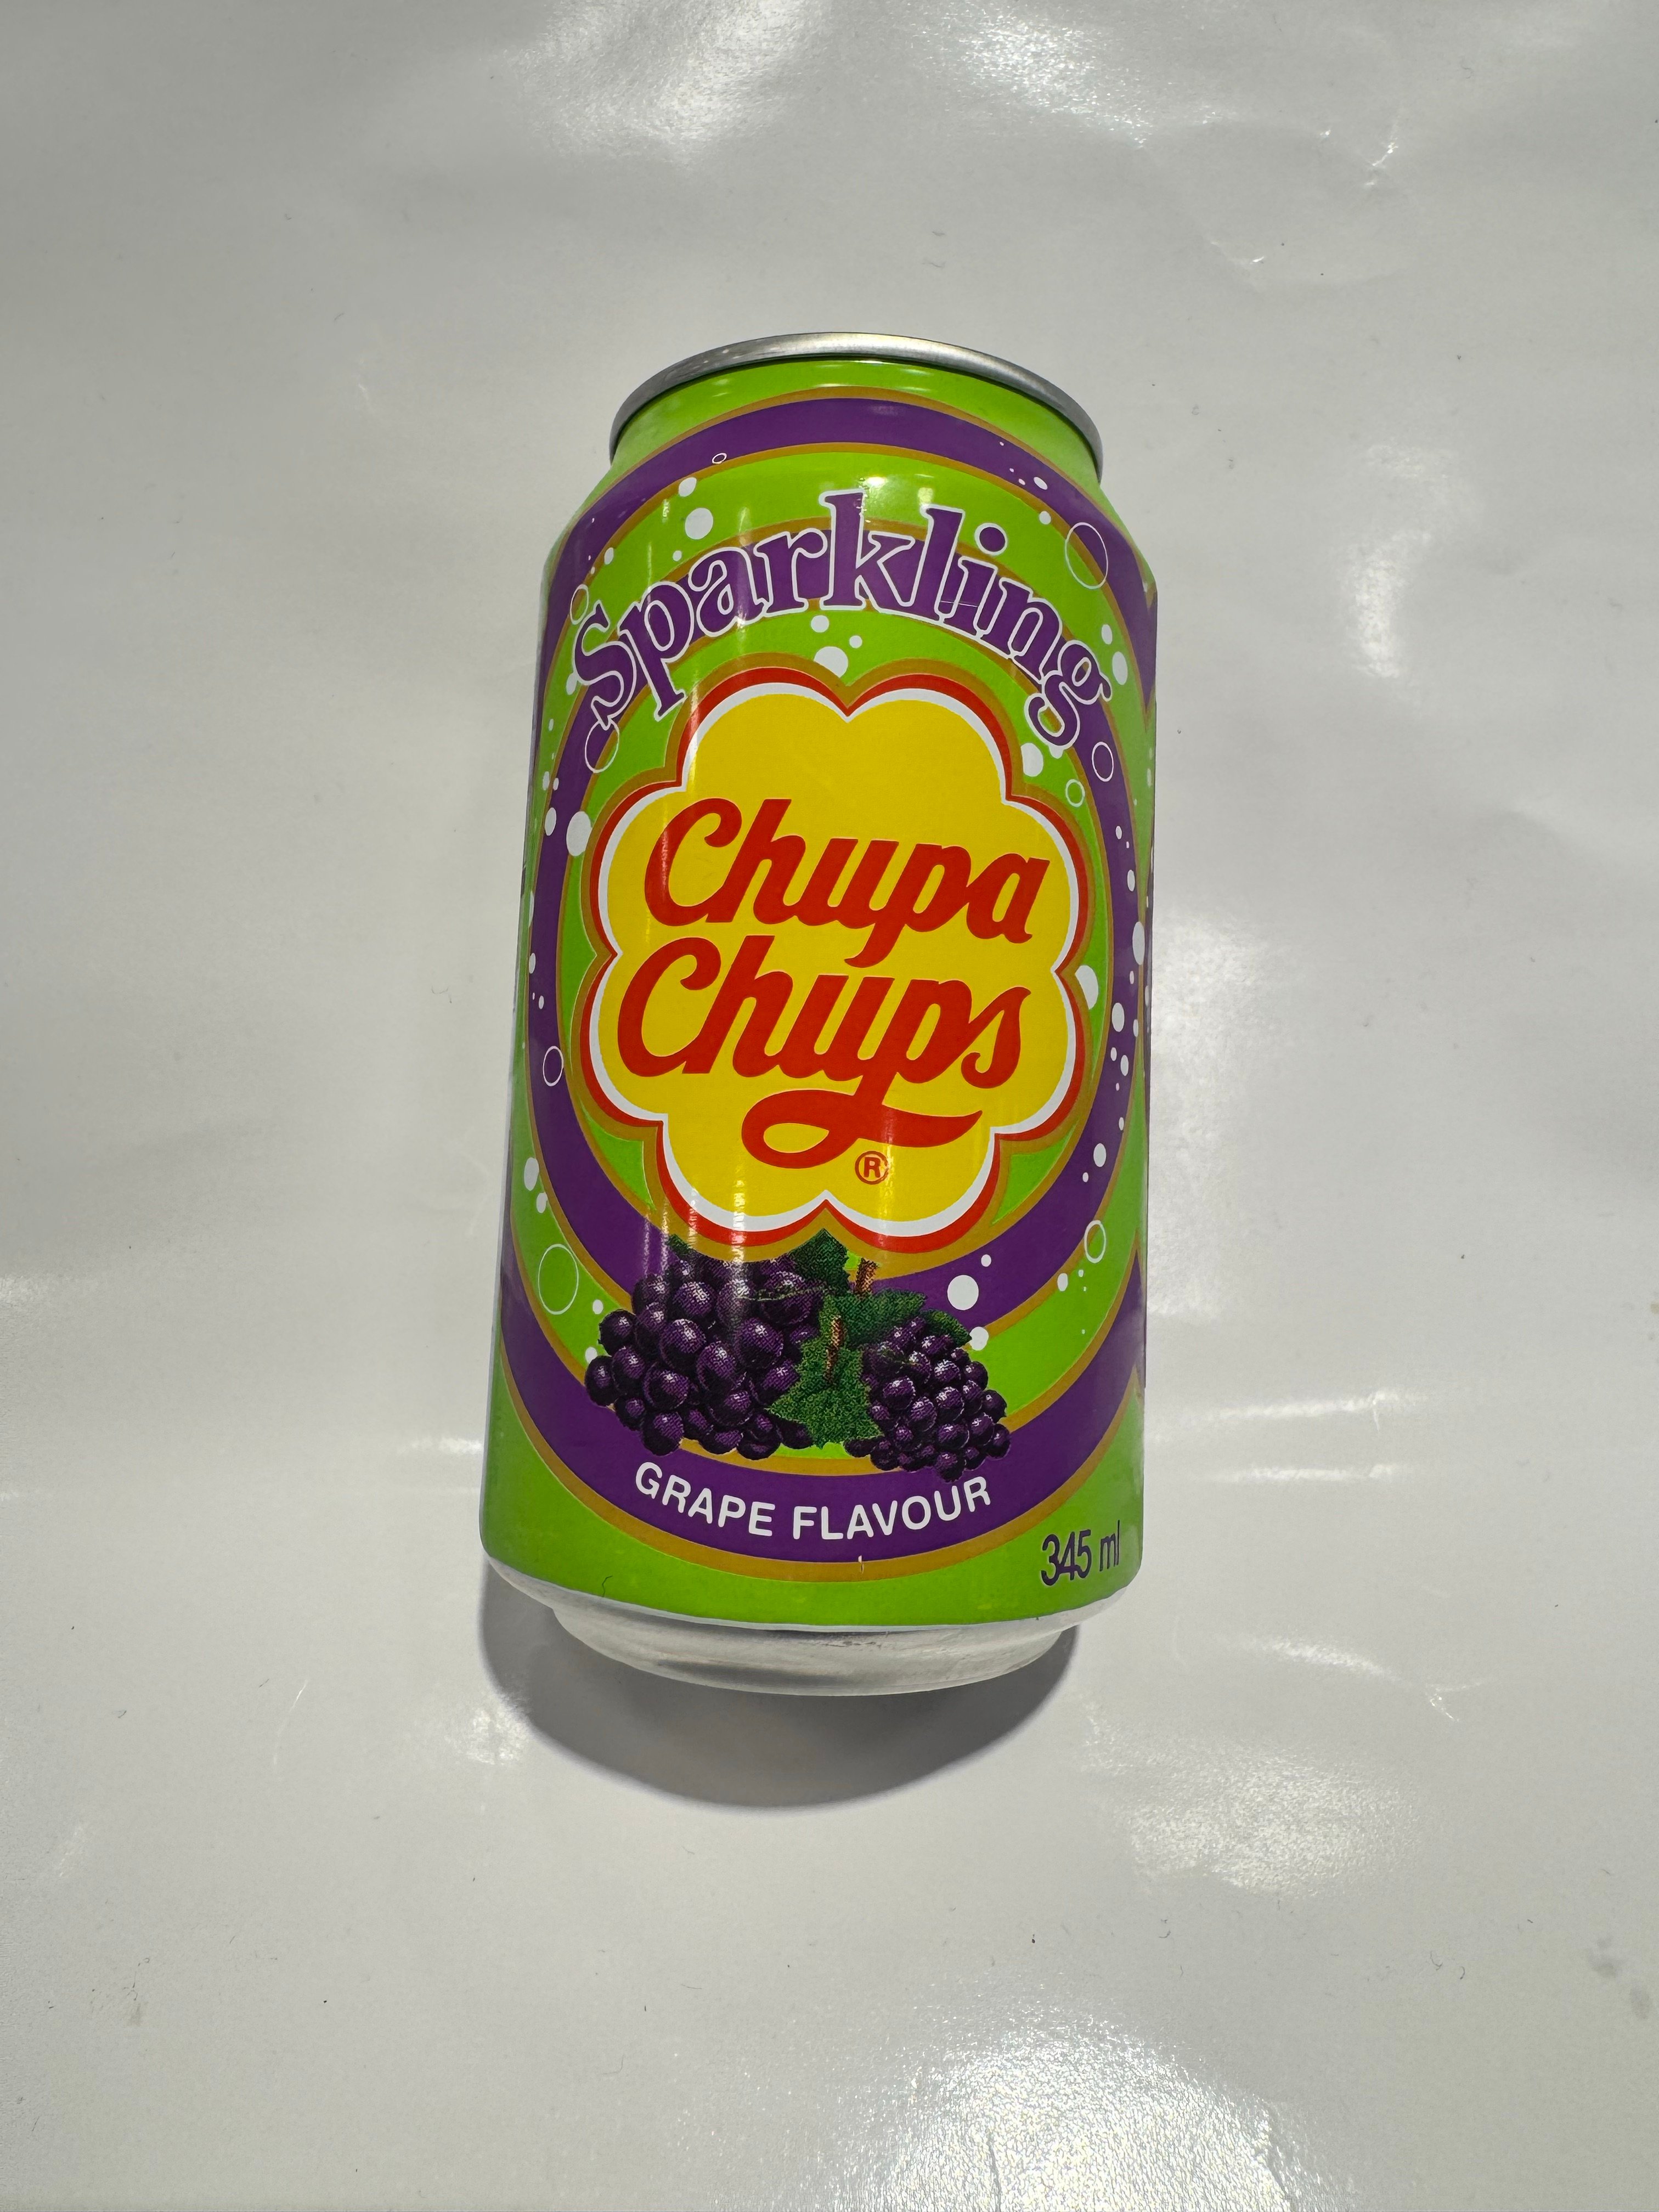 Sparkling
Chupa
Chups
®
GRAPE FLAVOUR
345 ml